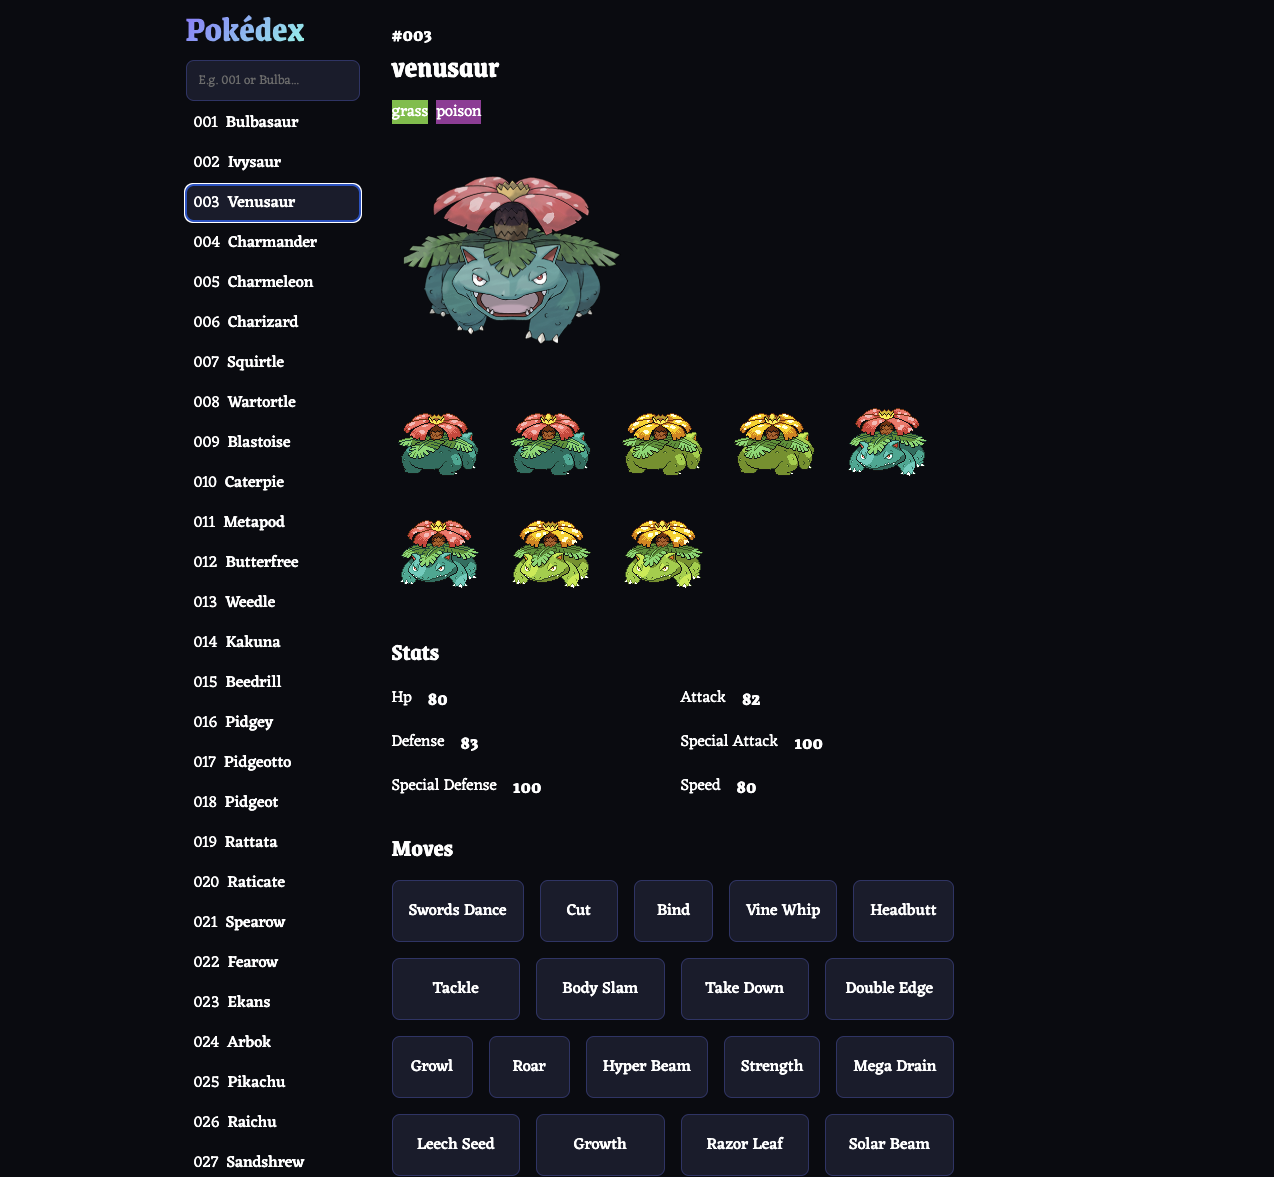 Pokédex
E.g. 001 or Bulba...
001 Bulbasaur
002 Ivysaur
003 Venusaur
004 Charmander
005 Charmeleon
006 Charizard
007 Squirtle
008 Wartortle
009 Blastoise
010 Caterpie
011 Metapod
012 Butterfree
013 Weedle
014 Kakuna
015 Beedrill
016 Pidgey
017 Pidgeotto
018 Pidgeot
019 Rattata
020 Raticate
021 Spearow
022 Fearow
023 Ekans
024 Arbok
025 Pikachu
026 Raichu
027 Sandshrew
#003
venusaur
grass poison
Stats
Hp 80 Attack 82
Defense 83 Special Attack 100
Special Defense 100 Speed 80
Moves
Swords Dance Cut Bind Vine Whip Headbutt
Tackle Body Slam Take Down Double Edge
Growl Roar Hyper Beam Strength Mega Drain
Leech Seed Growth Razor Leaf Solar Beam